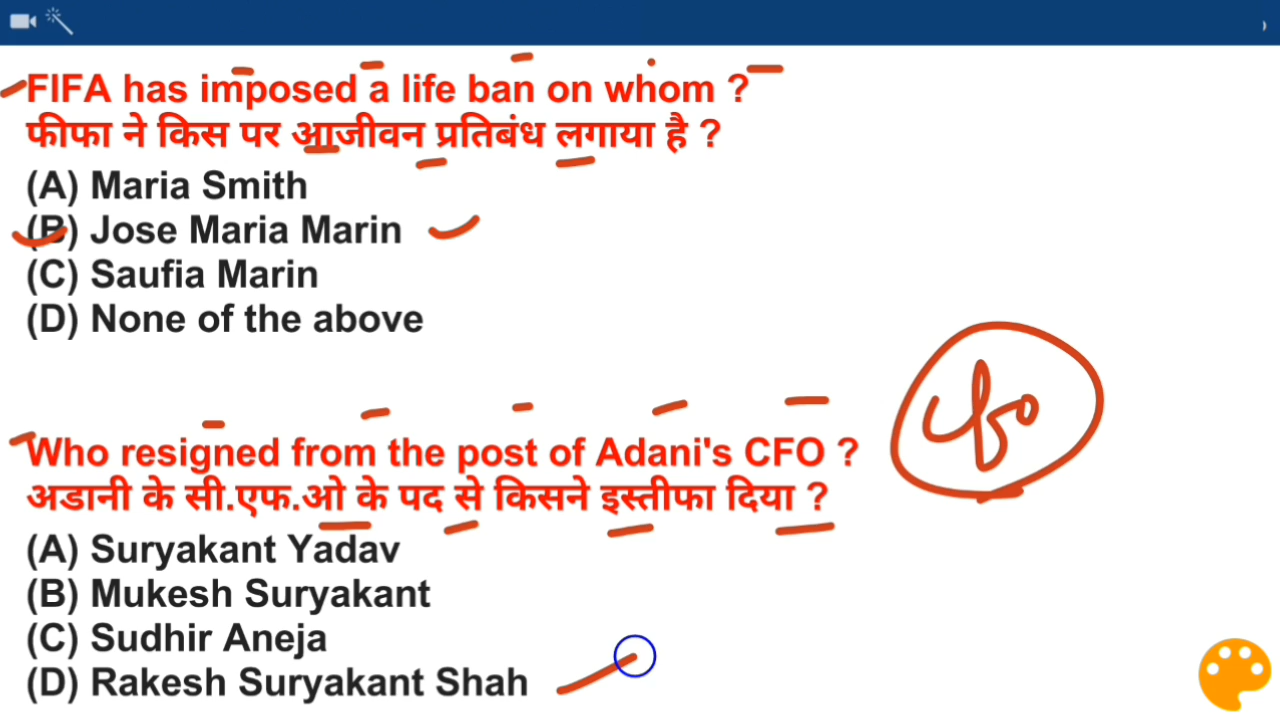 FIFA has imposed a life ban on whom ?
फीफा ने किस पर आजीवन प्रतिबंध लगाया है ?
(A) Maria Smith
(B) Jose Maria Marin
(C) Saufia Marin
(D) None of the above
cfo
Who resigned from the post of Adani's CFO ?
अडानी के सी.एफ.ओ के पद से किसने इस्तीफा दिया ?
(A) Suryakant Yadav
(B) Mukesh Suryakant
(C) Sudhir Aneja
(D) Rakesh Suryakant Shah